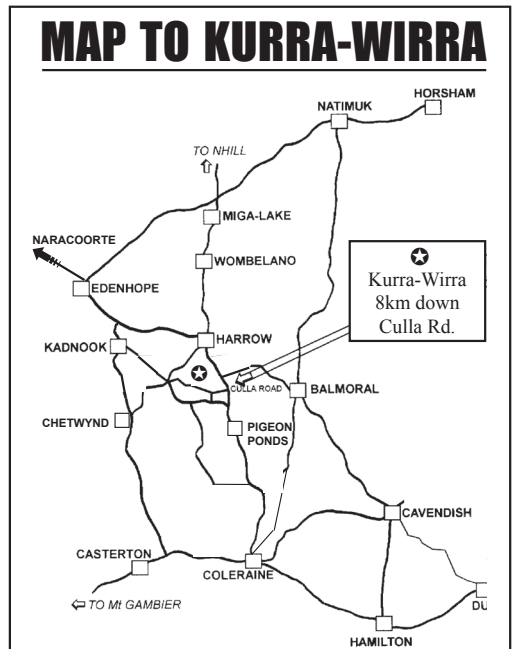 MAP TO KURRA-WIRRA
HORSHAM
NATIMUK
TO NHILL
MIGA-LAKE
NARACOORTE
WOMBELANO
Kurra-Wirra
8km down
Culla Rd.
EDENHOPE
HARROW
KADNOOK
CULLA ROAD
BALMORAL
CHETWYND
PIGEON
PONDS
CAVENDISH
CASTERTON
COLERAINE
TO Mt GAMBIER
DU
HAMILTON